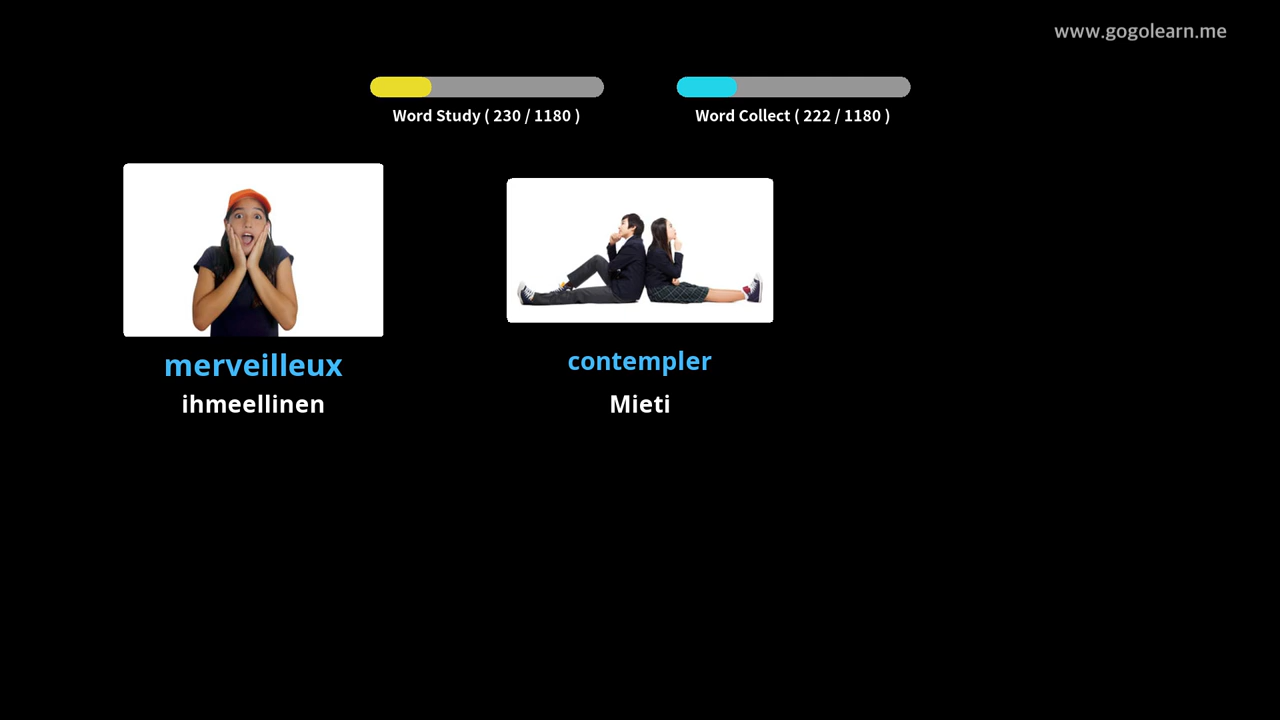 www.gogolearn.me
Word Study ( 230 / 1180 )
Word Collect ( 222 / 1180 )
merveilleux
ihmeellinen
contempler
Mieti